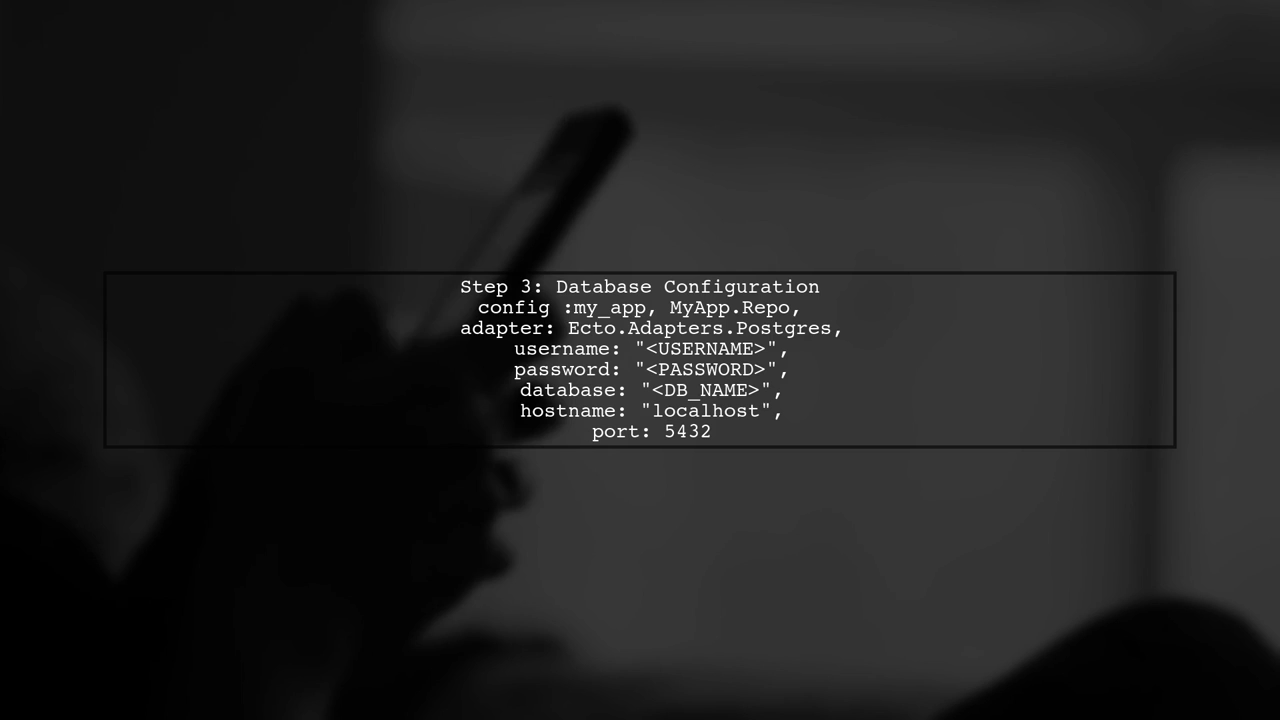 Step 3: Database Configuration
config :my_app, MyApp.Repo,
adapter: Ecto.Adapters.Postgres,
username: "<USERNAME>",
password: "<PASSWORD>",
database: "<DB_NAME>",
hostname: "localhost",
port: 5432